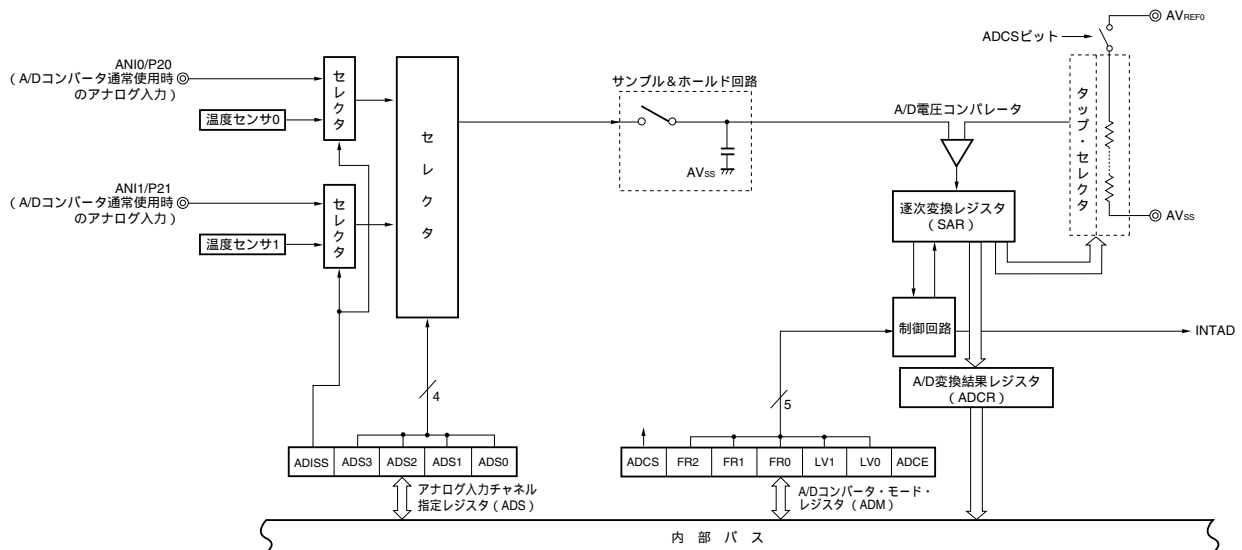 ANI0/P20
（A/Dコンバータ通常使用時
のアナログ入力）
温度センサ0
セレクタ
ANI1/P21
（A/Dコンバータ通常使用時
のアナログ入力）
温度センサ1
セレクタ
セレクタ
サンプル＆ホールド回路
AVSS
A/D電圧コンパレータ
ADCSビット
AVREF0
タップ・セレクタ
AVSS
逐次変換レジスタ
（SAR）
制御回路
INTAD
A/D変換結果レジスタ
（ADCR）
4
5
ADISS ADS3 ADS2 ADS1 ADS0
ADCS FR2 FR1 FR0 LV1 LV0 ADCE
アナログ入力チャネル
指定レジスタ（ADS）
A/Dコンバータ・モード・
レジスタ（ADM）
内 部 バ ス